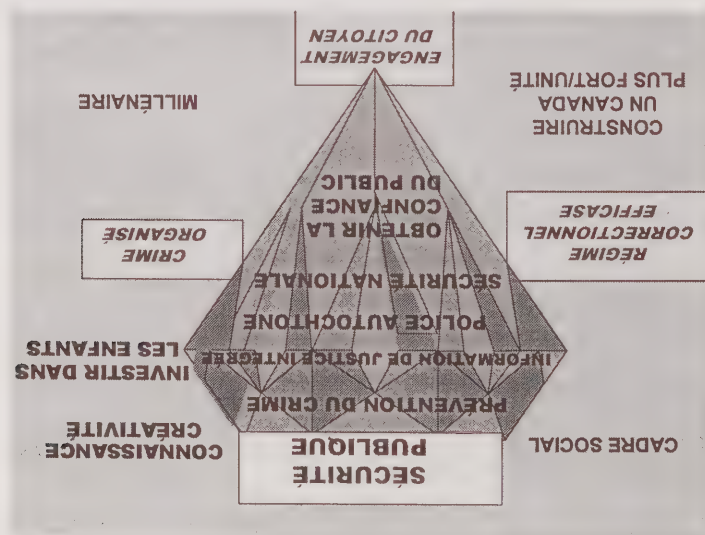 SÉCURITÉ
PUBLIQUE
CADRE SOCIAL
CONNAISSANCE
CRÉATIVITÉ
PRÉVENTION DU CRIME
INFORMATION DE JUSTICE INTÉGRÉE
INVESTIR DANS
LES ENFANTS
POLICE AUTOCHTONE
SÉCURITÉ NATIONALE
RÉGIME
CORRECTIONNEL
EFFICASE
CRIME
ORGANISÉ
OBTENIR LA
CONFIANCE
DU PUBLIC
CONSTRUIRE
UN CANADA
PLUS FORT/UNITÉ
MILLÉNAIRE
ENGAGEMENT
DU CITOYEN